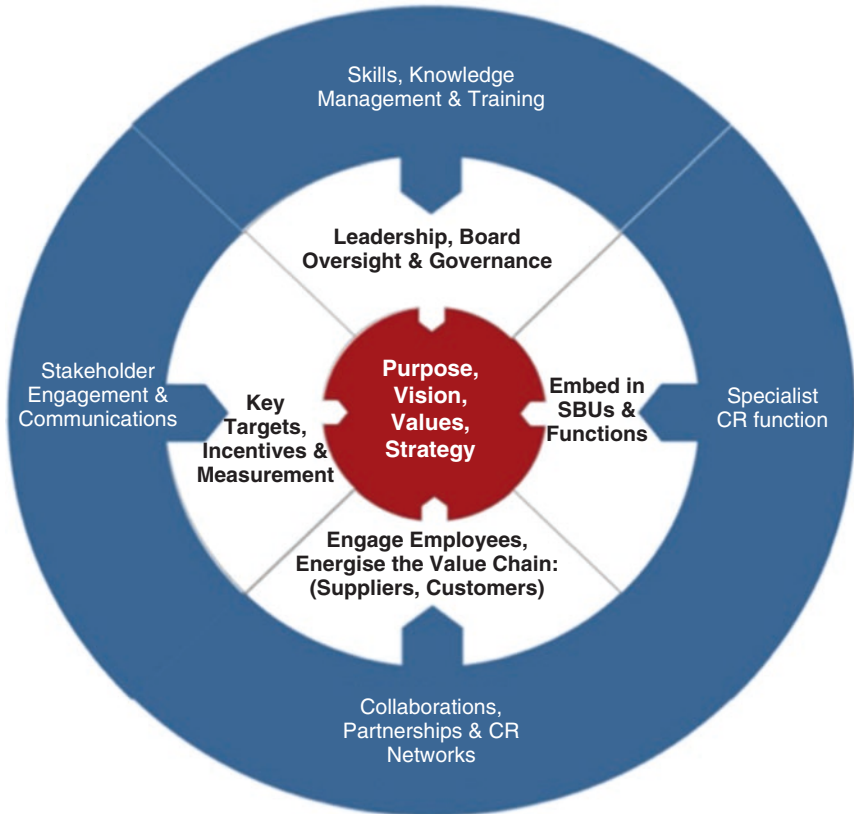 Skills, Knowledge
Management & Training
Leadership, Board
Oversight & Governance
Stakeholder
Engagement &
Communications
Key
Targets,
Incentives &
Measurement
Purpose,
Vision,
Values,
Strategy
Embed in
SBUs &
Functions
Specialist
CR function
Engage Employees,
Energise the Value Chain:
(Suppliers, Customers)
Collaborations,
Partnerships & CR
Networks